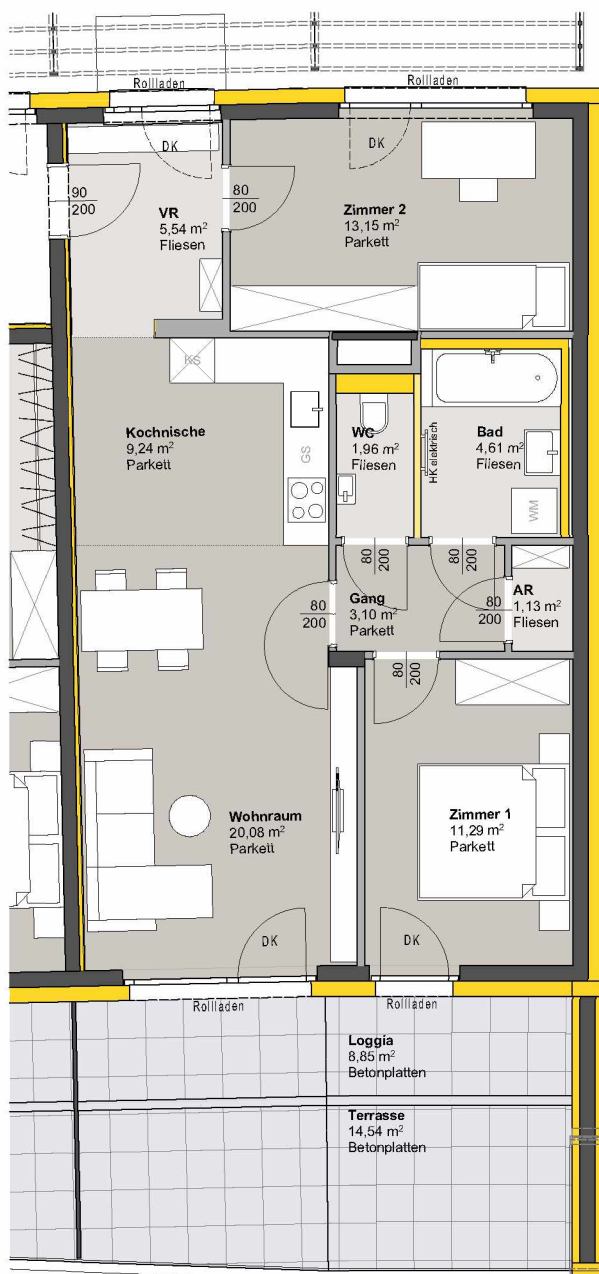 Rollladen
Rollladen
DK
DK
90
200
80
200
VR
5,54 m²
Fliesen
Zimmer 2
13,15 m²
Parkett
KS
Kochnische
9,24 m²
Parkett
GS
WC
1,96 m²
Fliesen
HK elektrisch
Bad
4,61 m²
Fliesen
WM
80
200
80
200
Gang
3,10 m²
Parkett
80
200
80
200
AR
1,13 m²
Fliesen
80
200
Wohnraum
20,08 m²
Parkett
Zimmer 1
11,29 m²
Parkett
DK
DK
Rollladen
Rollladen
Loggia
8,85 m²
Betonplatten
Terrasse
14,54 m²
Betonplatten